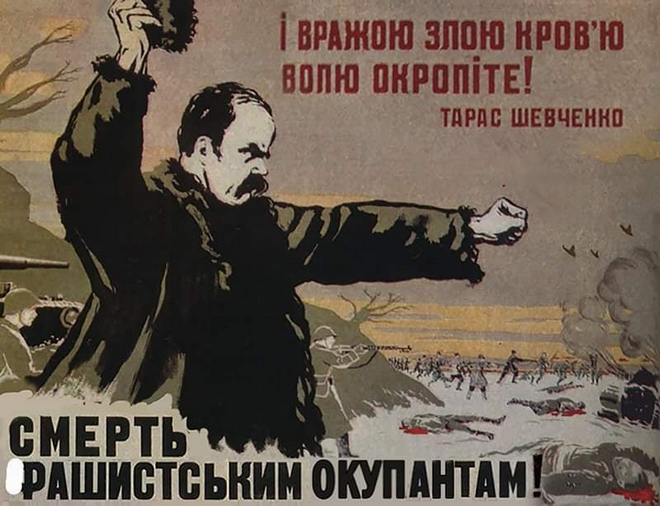 І ВРАЖОЮ ЗЛОЮ КРОВ'Ю
ВОЛЮ ОКРОПІТЕ!
ТАРАС ШЕВЧЕНКО
СМЕРТЬ
РАШИСТСЬКИМ ОКУПАНТАМ!